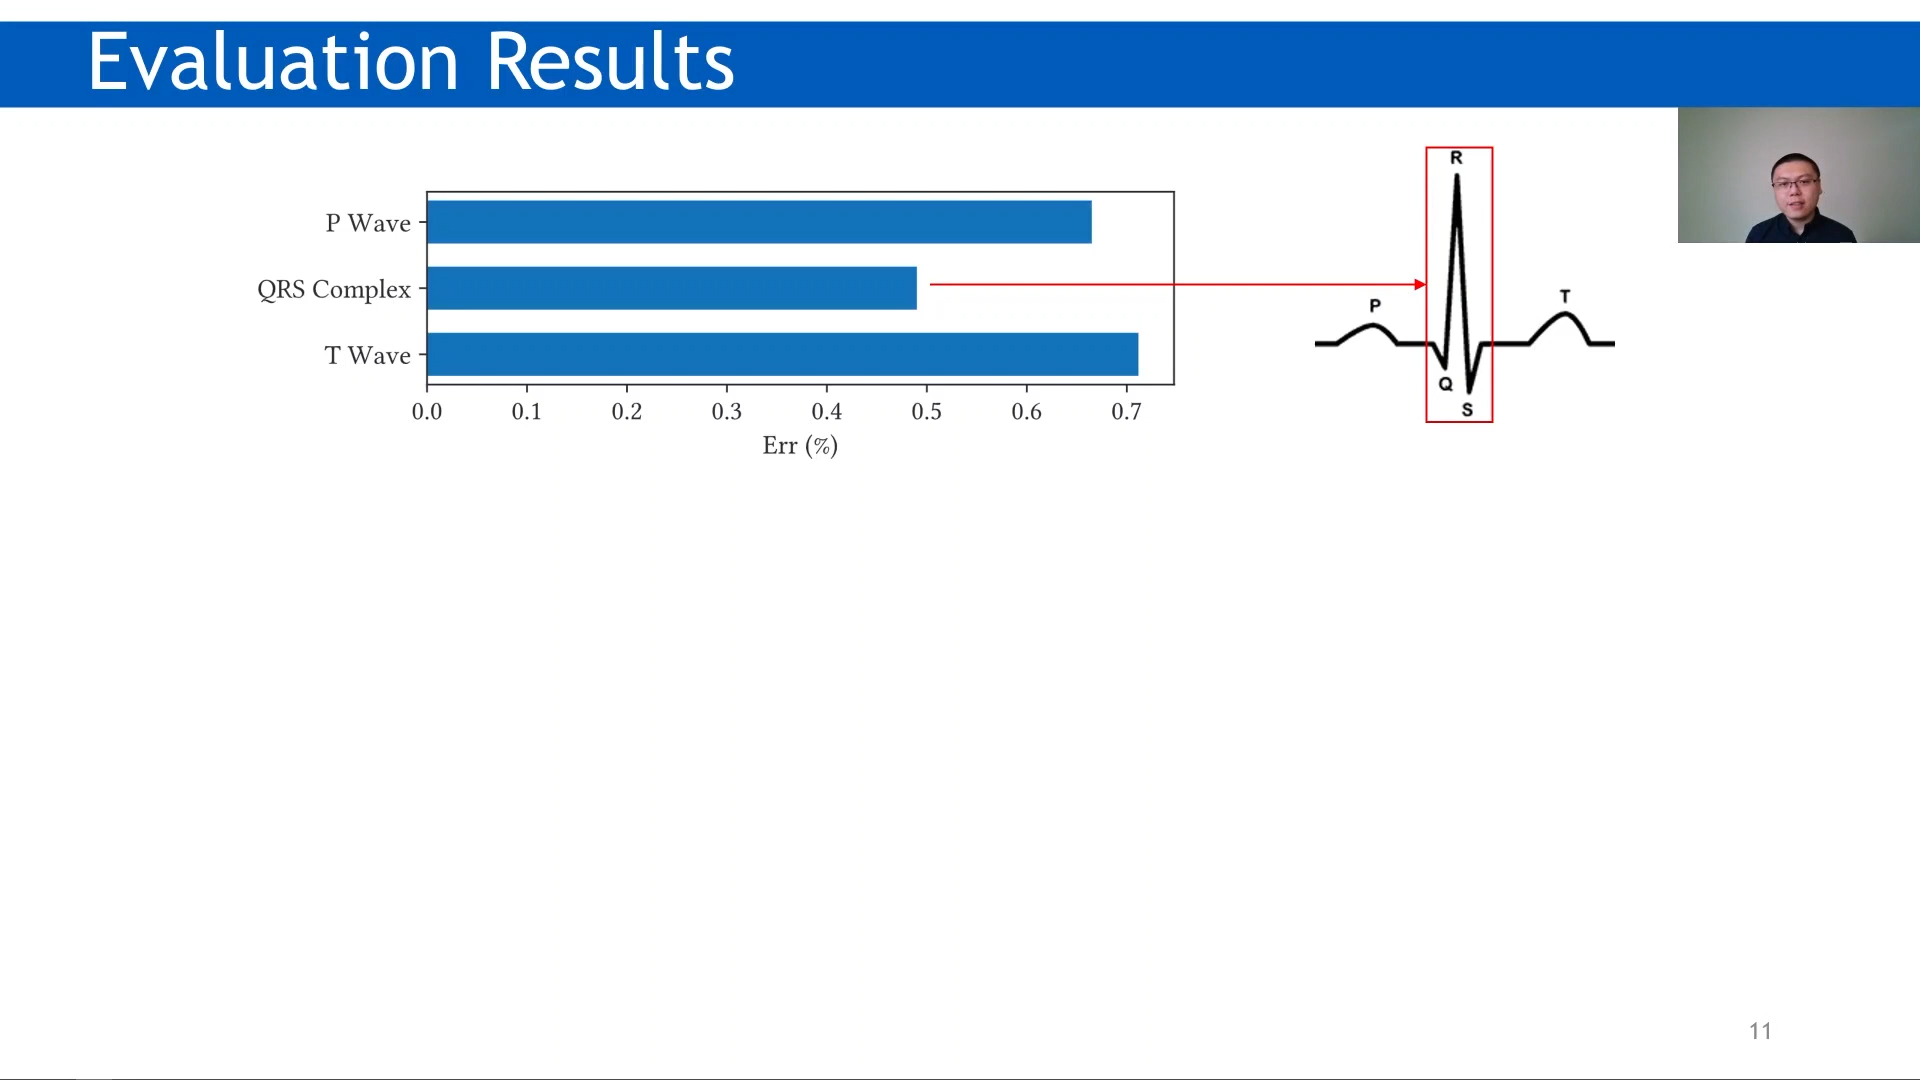 Evaluation Results
P Wave
QRS Complex
T Wave
0.0 0.1 0.2 0.3 0.4 0.5 0.6 0.7
Err (%)
R
P
T
Q
S
11